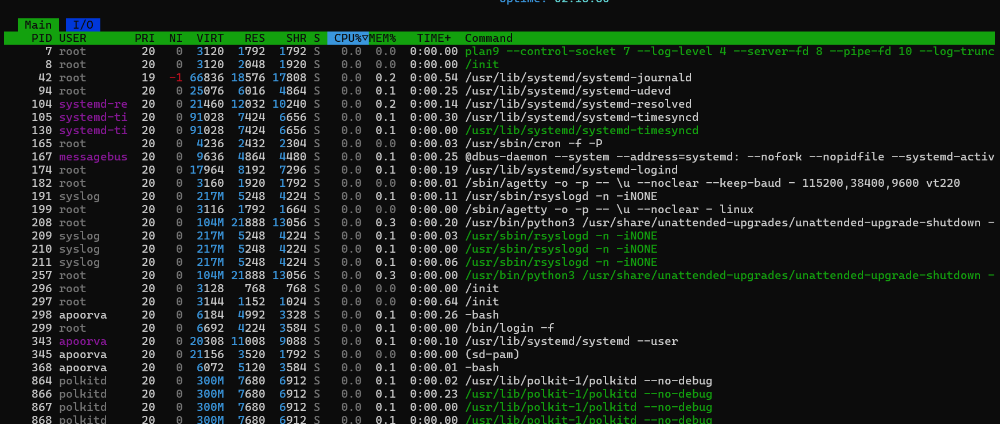 Uptime: 02:18:80
Main I/O
PID USER PRI NI VIRT RES SHR S CPU%▽MEM% TIME+ Command
7 root 20 0 3120 1792 1792 S 0.0 0.0 0:00.00 plan9 --control-socket 7 --log-level 4 --server-fd 8 --pipe-fd 10 --log-trunc
8 root 20 0 3120 2048 1920 S 0.0 0.0 0:00.00 /init
42 root 19 -1 66836 18576 17808 S 0.0 0.2 0:00.54 /usr/lib/systemd/systemd-journald
94 root 20 0 25076 6016 4864 S 0.0 0.1 0:00.25 /usr/lib/systemd/systemd-udevd
104 systemd-re 20 0 21460 12032 10240 S 0.0 0.2 0:00.14 /usr/lib/systemd/systemd-resolved
105 systemd-ti 20 0 91028 7424 6656 S 0.0 0.1 0:00.30 /usr/lib/systemd/systemd-timesyncd
130 systemd-ti 20 0 91028 7424 6656 S 0.0 0.1 0:00.00 /usr/lib/systemd/systemd-timesyncd
165 root 20 0 4236 2432 2304 S 0.0 0.0 0:00.03 /usr/sbin/cron -f -P
167 messagebus 20 0 9636 4864 4480 S 0.0 0.1 0:00.25 @dbus-daemon --system --address=systemd: --nofork --nopidfile --systemd-activ
174 root 20 0 17964 8192 7296 S 0.0 0.1 0:00.19 /usr/lib/systemd/systemd-logind
182 root 20 0 3160 1920 1792 S 0.0 0.0 0:00.01 /sbin/agetty -o -p -- \u --noclear --keep-baud - 115200,38400,9600 vt220
191 syslog 20 0 217M 5248 4224 S 0.0 0.1 0:00.11 /usr/sbin/rsyslogd -n -iNONE
199 root 20 0 3116 1792 1664 S 0.0 0.0 0:00.00 /sbin/agetty -o -p -- \u --noclear - linux
208 root 20 0 104M 21888 13056 S 0.0 0.3 0:00.20 /usr/bin/python3 /usr/share/unattended-upgrades/unattended-upgrade-shutdown -
209 syslog 20 0 217M 5248 4224 S 0.0 0.1 0:00.03 /usr/sbin/rsyslogd -n -iNONE
210 syslog 20 0 217M 5248 4224 S 0.0 0.1 0:00.00 /usr/sbin/rsyslogd -n -iNONE
211 syslog 20 0 217M 5248 4224 S 0.0 0.1 0:00.06 /usr/sbin/rsyslogd -n -iNONE
257 root 20 0 104M 21888 13056 S 0.0 0.3 0:00.00 /usr/bin/python3 /usr/share/unattended-upgrades/unattended-upgrade-shutdown -
296 root 20 0 3128 768 768 S 0.0 0.0 0:00.00 /init
297 root 20 0 3144 1152 1024 S 0.0 0.0 0:00.64 /init
298 apoorva 20 0 6184 4992 3328 S 0.0 0.1 0:00.26 -bash
299 root 20 0 6692 4224 3584 S 0.0 0.1 0:00.00 /bin/login -f
343 apoorva 20 0 20308 11008 9088 S 0.0 0.1 0:00.10 /usr/lib/systemd/systemd --user
345 apoorva 20 0 21156 3520 1792 S 0.0 0.0 0:00.00 (sd-pam)
368 apoorva 20 0 6072 5120 3584 S 0.0 0.1 0:00.01 -bash
864 polkitd 20 0 300M 7680 6912 S 0.0 0.1 0:00.02 /usr/lib/polkit-1/polkitd --no-debug
866 polkitd 20 0 300M 7680 6912 S 0.0 0.1 0:00.23 /usr/lib/polkit-1/polkitd --no-debug
867 polkitd 20 0 300M 7680 6912 S 0.0 0.1 0:00.00 /usr/lib/polkit-1/polkitd --no-debug
868 polkitd 20 0 300M 7680 6912 S 0.0 0.1 0:00.00 /usr/lib/polkit-1/polkitd --no-debug